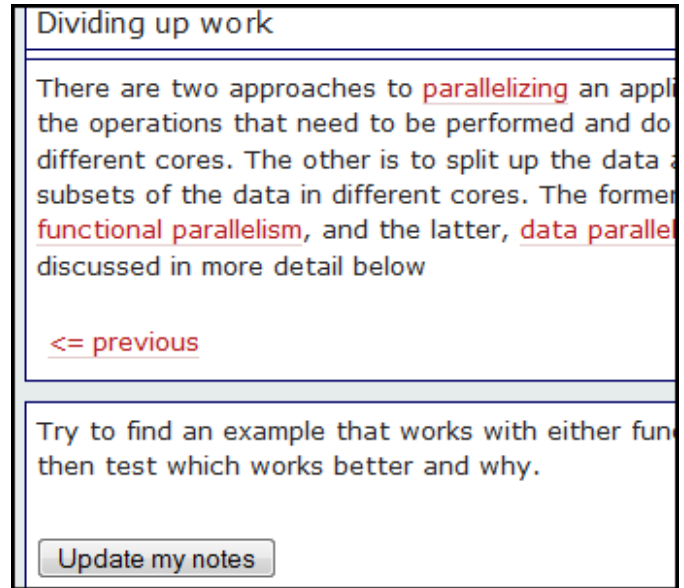 Dividing up work
There are two approaches to parallelizing an appli
the operations that need to be performed and do
different cores. The other is to split up the data
subsets of the data in different cores. The former
functional parallelism, and the latter, data parallel
discussed in more detail below
<= previous
Try to find an example that works with either func
then test which works better and why.
Update my notes